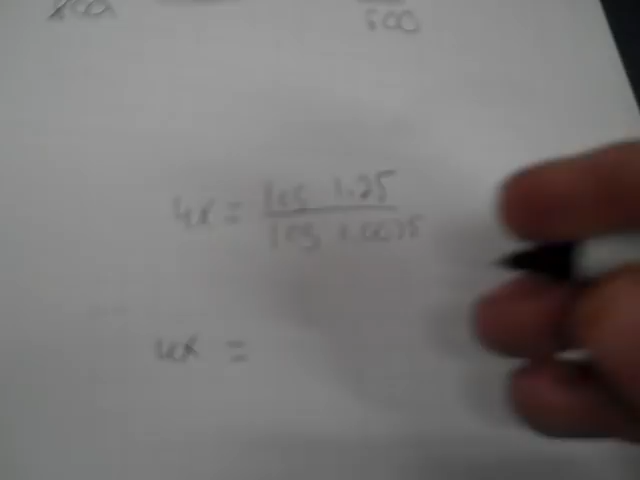 600
4x = log 1.25
log 1.0075
4x =